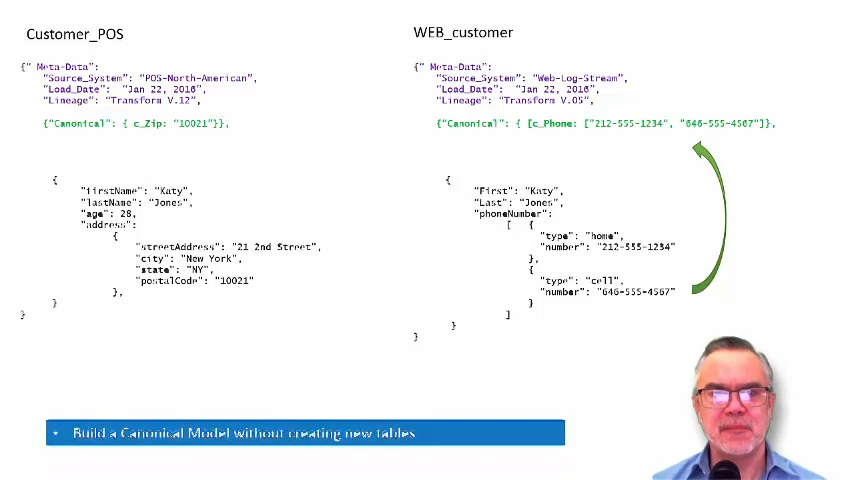 Customer_POS
{" Meta-Data":
"Source_System": "POS-North-American",
"Load_Date": "Jan 22, 2016",
"Lineage": "Transform V.12",
{"Canonical": { c_Zip: "10021"}},
{
"firstName": "Katy",
"lastName": "Jones",
"age": 28,
"address":
{
"streetAddress": "21 2nd Street",
"city": "New York",
"state": "NY",
"postalCode": "10021"
},
}
}
WEB_customer
{" Meta-Data":
"Source_System": "Web-Log-Stream",
"Load_Date": "Jan 22, 2016",
"Lineage": "Transform V.05",
{"Canonical": { [c_Phone: ["212-555-1234", "646-555-4567"]},
{
"First": "Katy",
"Last": "Jones",
"phoneNumber":
[ {
"type": "home",
"number": "212-555-1234"
},
{
"type": "cell",
"number": "646-555-4567"
}
]
}
}
• Build a Canonical Model without creating new tables